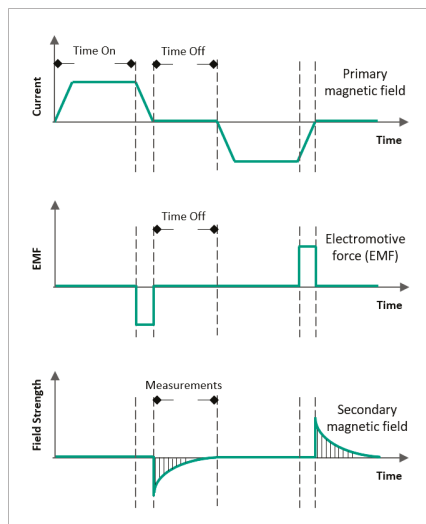 Time On
Time Off
Current
Primary
magnetic field
Time
Time Off
EMF
Electromotive
force (EMF)
Time
Measurements
Field Strength
Secondary
magnetic field
Time